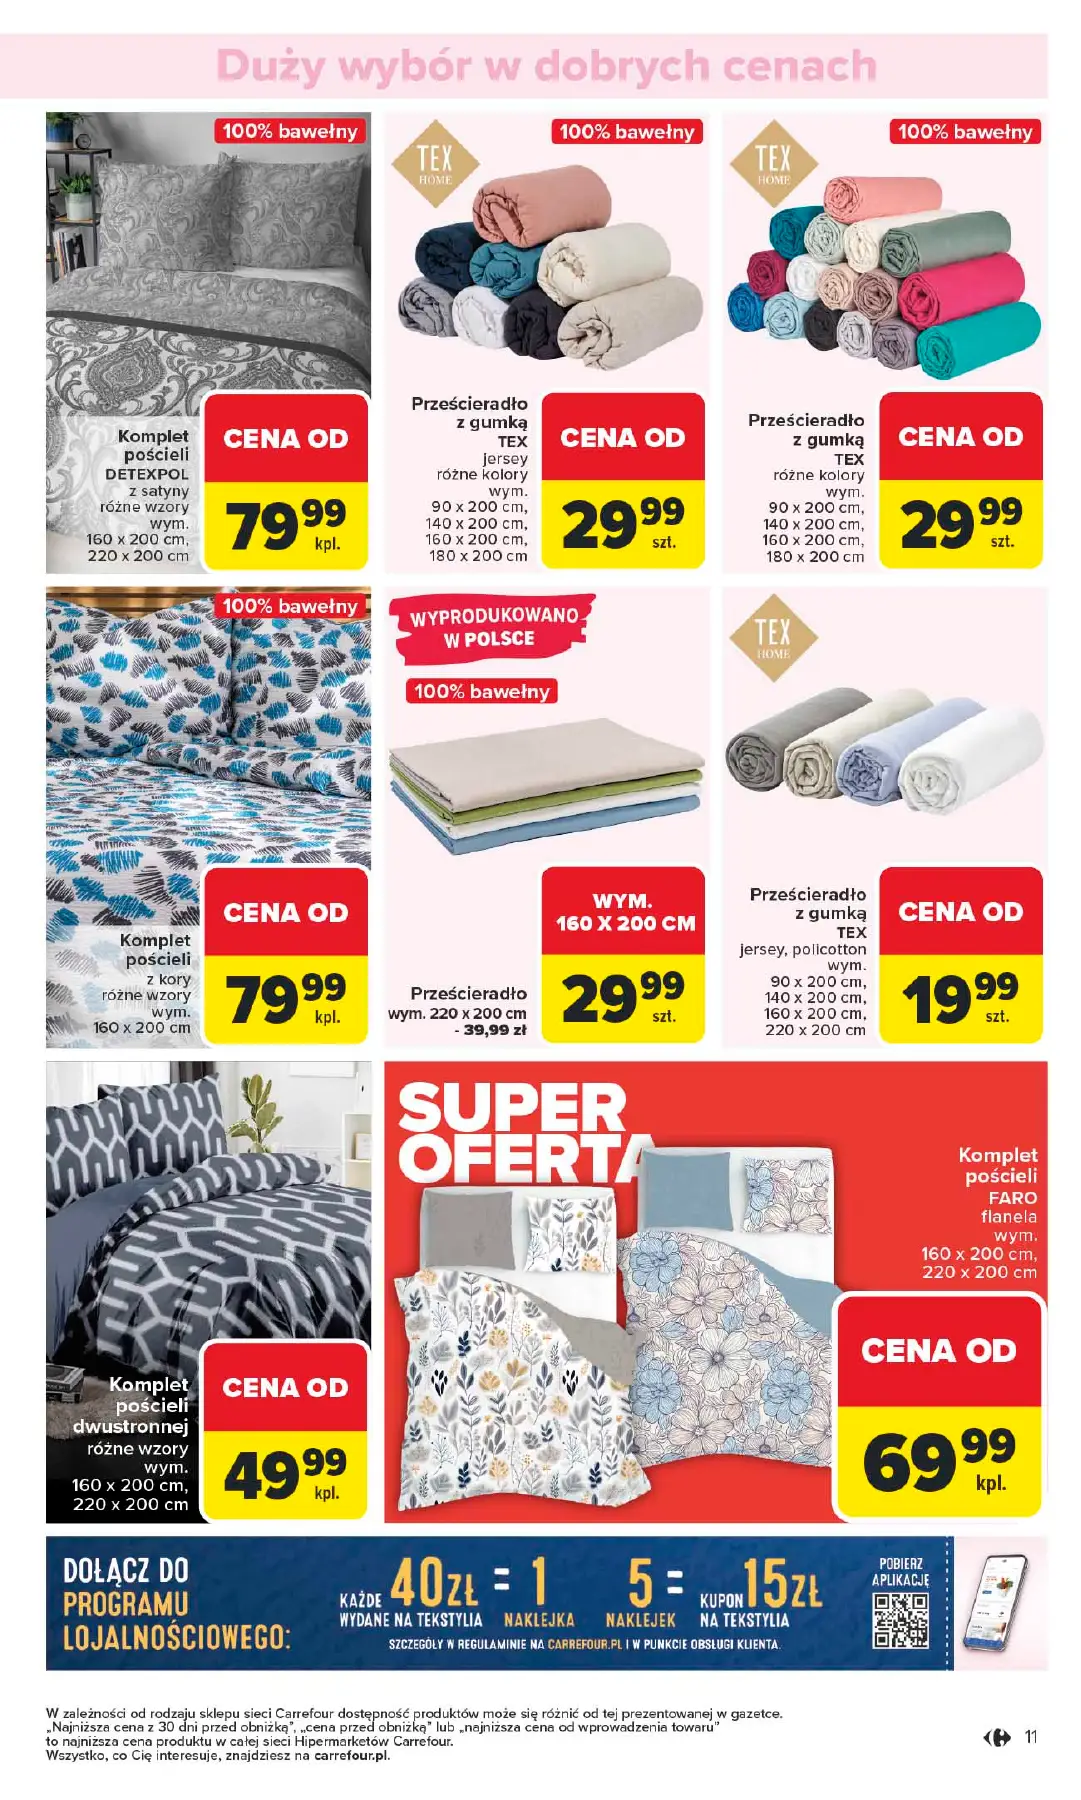 Duży wybór w dobrych cenach
100% bawełny
Komplet
pościeli
DETEXPOL
z satyny
różne wzory
wym.
160 x 200 cm,
220 x 200 cm
CENA OD
79 99
kpl.
TEX
HOME
100% bawełny
Prześcieradło
z gumką
TEX
jersey
różne kolory
wym.
90 x 200 cm,
140 x 200 cm,
160 x 200 cm,
180 x 200 cm
CENA OD
29 99
szt.
TEX
HOME
100% bawełny
Prześcieradło
z gumką
TEX
różne kolory
wym.
90 x 200 cm,
140 x 200 cm,
160 x 200 cm,
180 x 200 cm
CENA OD
29 99
szt.
100% bawełny
Komplet
pościeli
z kory
różne wzory
wym.
160 x 200 cm
CENA OD
79 99
kpl.
WYPRODUKOWANO
W POLSCE
100% bawełny
Prześcieradło
wym. 220 x 200 cm
- 39,99 zł
WYM.
160 X 200 CM
29 99
szt.
TEX
HOME
Prześcieradło
z gumką
TEX
jersey, policotton
wym.
90 x 200 cm,
140 x 200 cm,
160 x 200 cm,
220 x 200 cm
CENA OD
19 99
szt.
Komplet
pościeli
dwustronnej
różne wzory
wym.
160 x 200 cm,
220 x 200 cm
CENA OD
49 99
kpl.
SUPER
OFERTA
Komplet
pościeli
FARO
flanela
wym.
160 x 200 cm,
220 x 200 cm
CENA OD
69 99
kpl.
DOŁĄCZ DO
PROGRAMU
LOJALNOŚCIOWEGO:
KAŻDE 40ZŁ = 1 5 = KUPON 15ZŁ
WYDANE NA TEKSTYLIA NAKLEJKA NAKLEJEK NA TEKSTYLIA
SZCZEGÓŁY W REGULAMINIE NA CARREFOUR.PL I W PUNKCIE OBSŁUGI KLIENTA.
POBIERZ
APLIKACJĘ
W zależności od rodzaju sklepu sieci Carrefour dostępność produktów może się różnić od tej prezentowanej w gazetce.
„Najniższa cena z 30 dni przed obniżką”, „cena przed obniżką” lub „najniższa cena od wprowadzenia towaru”
to najniższa cena produktu w całej sieci Hipermarketów Carrefour.
Wszystko, co Cię interesuje, znajdziesz na carrefour.pl.
11